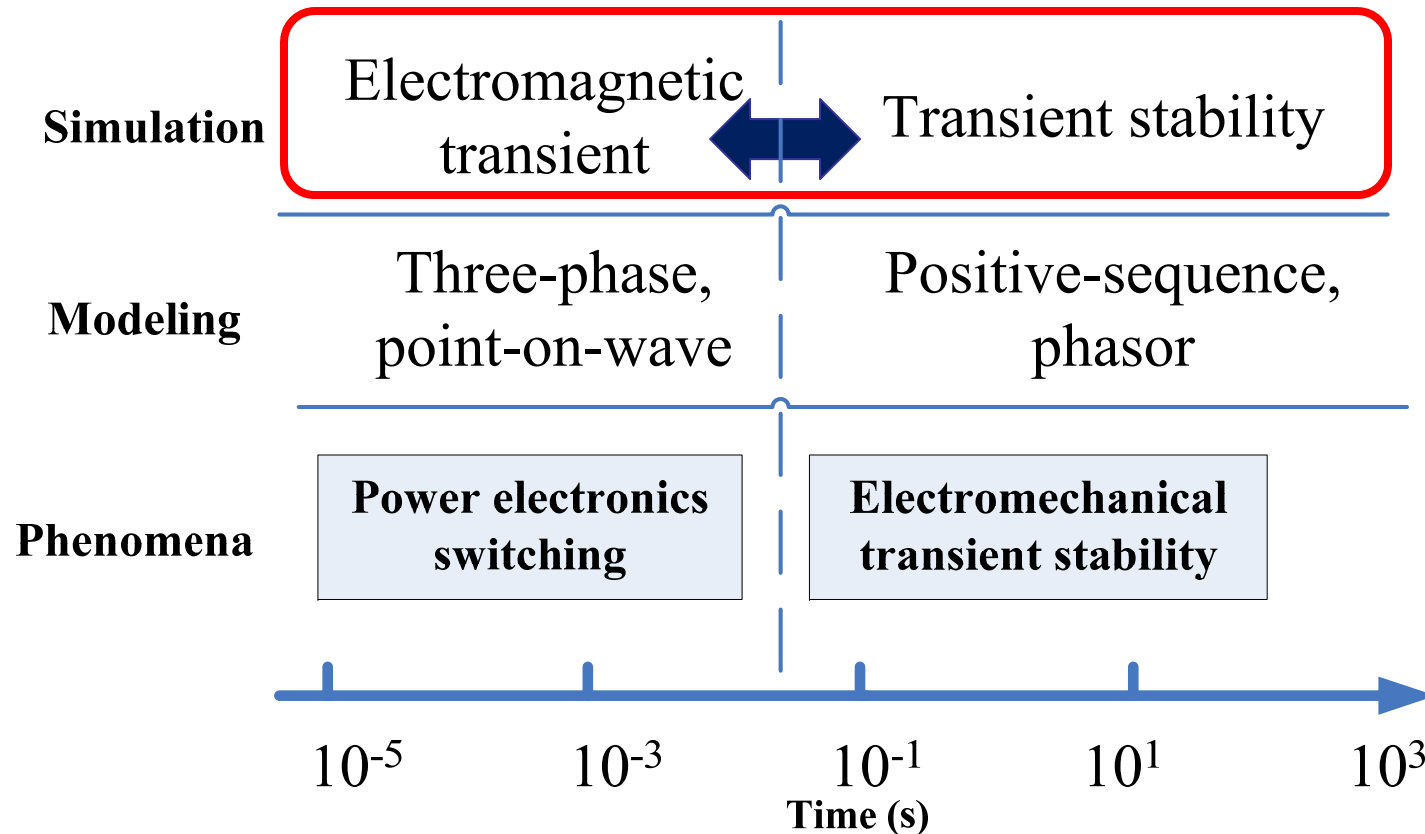 Simulation
Electromagnetic
transient
Transient stability
Modeling
Three-phase,
point-on-wave
Positive-sequence,
phasor
Phenomena
Power electronics
switching
Electromechanical
transient stability
10⁻⁵ 10⁻³ 10⁻¹ 10¹ 10³
Time (s)